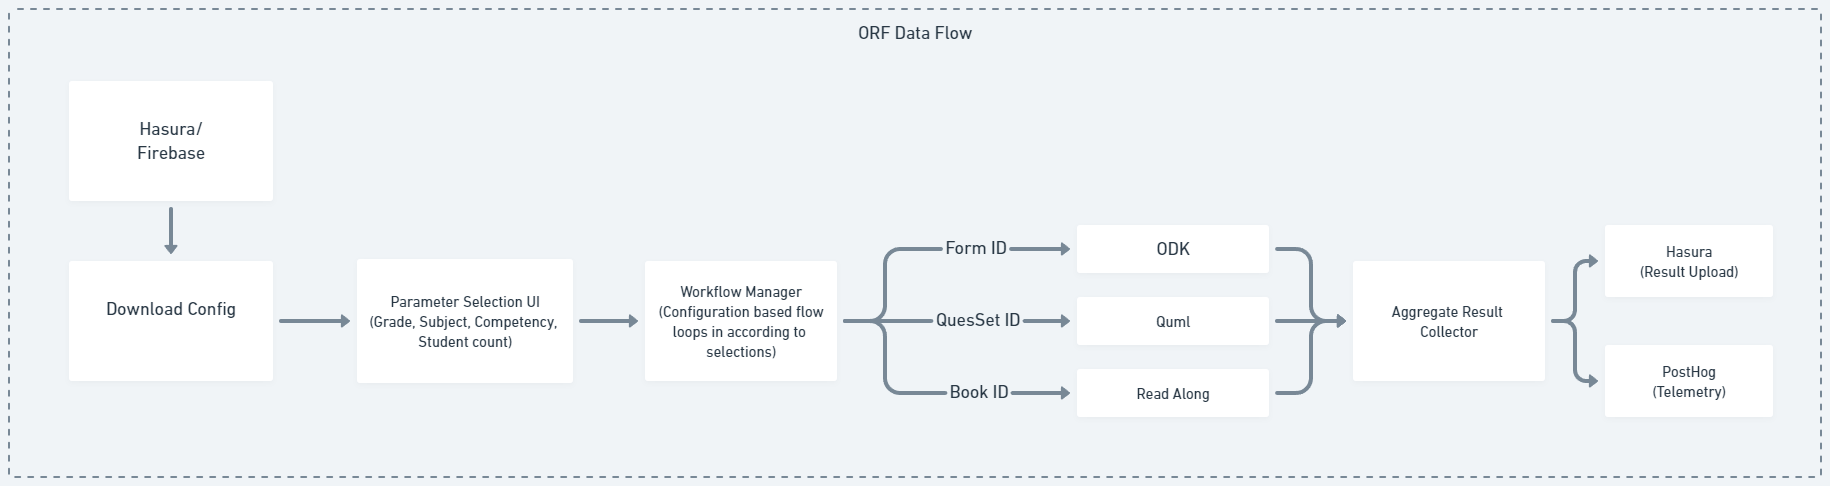 ORF Data Flow
Hasura/
Firebase
Download Config
Parameter Selection UI
(Grade, Subject, Competency,
Student count)
Workflow Manager
(Configuration based flow
loops in according to
selections)
Form ID
QuesSet ID
Book ID
ODK
Quml
Read Along
Aggregate Result
Collector
Hasura
(Result Upload)
PostHog
(Telemetry)